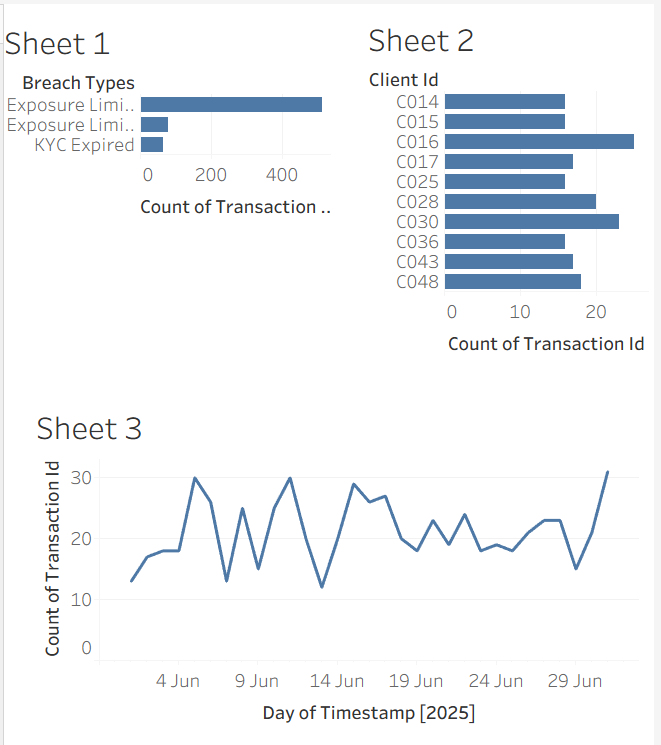 Sheet 1
Breach Types
Exposure Limi..
Exposure Limi..
KYC Expired
0 200 400
Count of Transaction ..
Sheet 2
Client Id
C014
C015
C016
C017
C025
C028
C030
C036
C043
C048
0 10 20
Count of Transaction Id
Sheet 3
Count of Transaction Id
30
20
10
0
4 Jun 9 Jun 14 Jun 19 Jun 24 Jun 29 Jun
Day of Timestamp [2025]